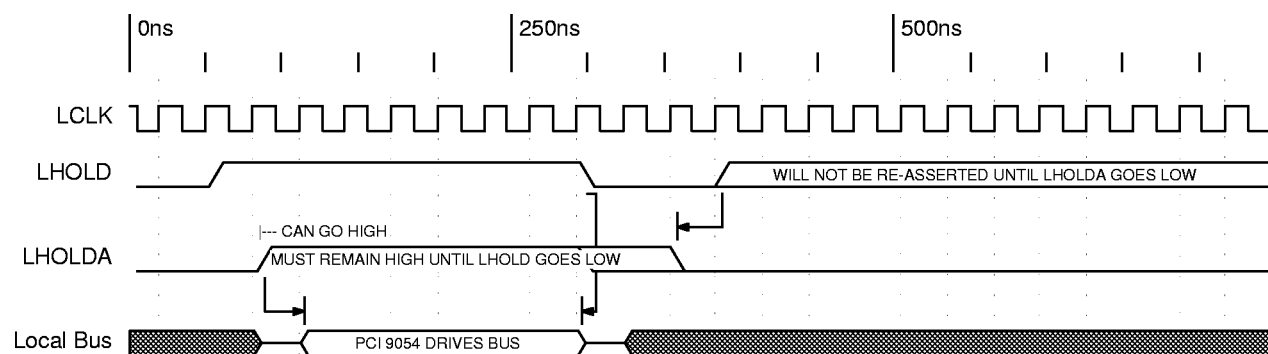 0ns
250ns
500ns
LCLK
LHOLD
WILL NOT BE RE-ASSERTED UNTIL LHOLDA GOES LOW
|--- CAN GO HIGH
LHOLDA
MUST REMAIN HIGH UNTIL LHOLD GOES LOW
Local Bus
PCI 9054 DRIVES BUS